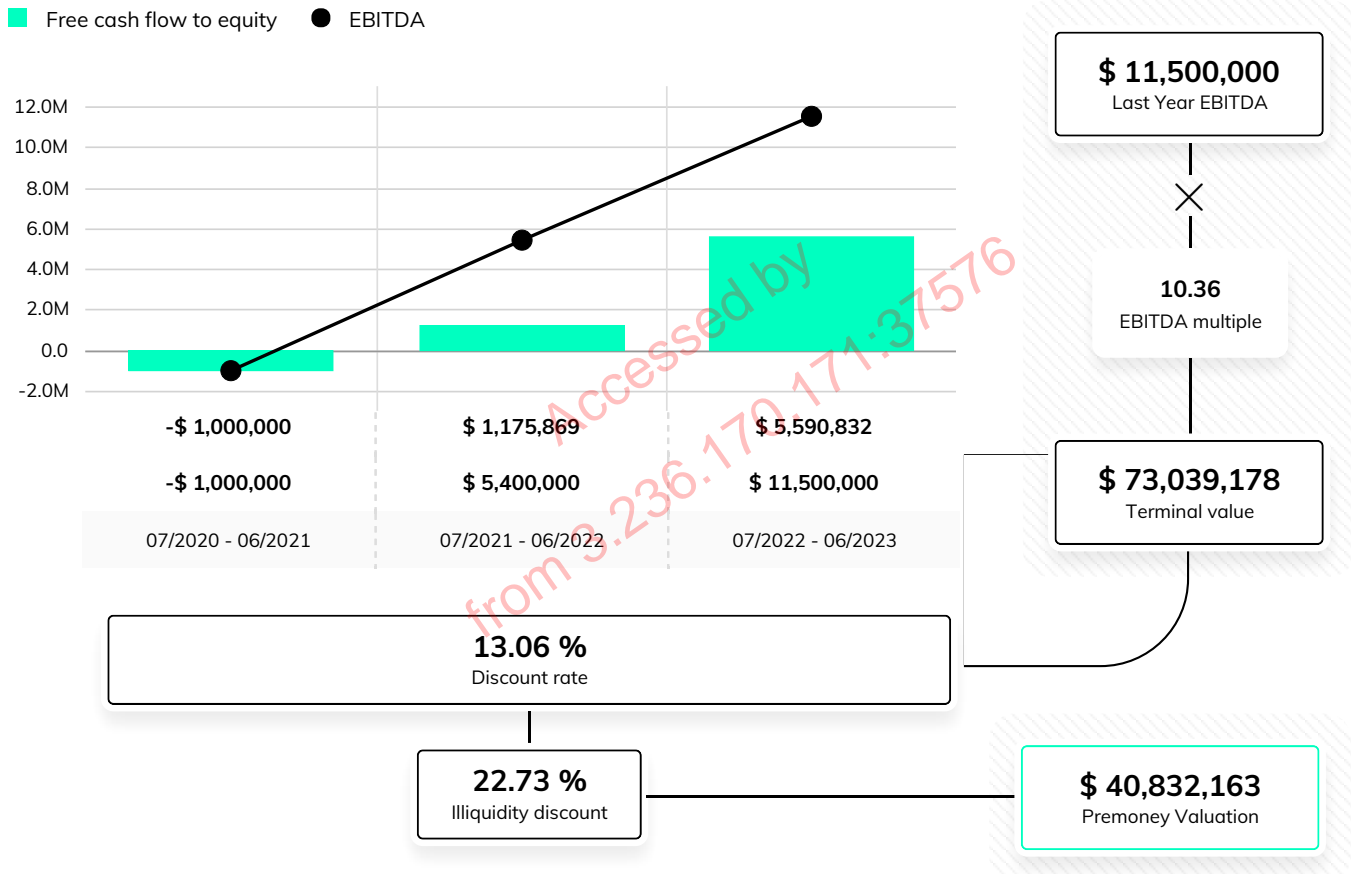 Free cash flow to equity EBITDA
12.0M
10.0M
8.0M
6.0M
4.0M
2.0M
0.0
-2.0M
-$ 1,000,000 $ 1,175,869 $ 5,590,832
-$ 1,000,000 $ 5,400,000 $ 11,500,000
07/2020 - 06/2021 07/2021 - 06/2022 07/2022 - 06/2023
$ 11,500,000
Last Year EBITDA
10.36
EBITDA multiple
$ 73,039,178
Terminal value
13.06 %
Discount rate
22.73 %
Illiquidity discount
$ 40,832,163
Premoney Valuation
Accessed by
from 3.236.170.171:37576